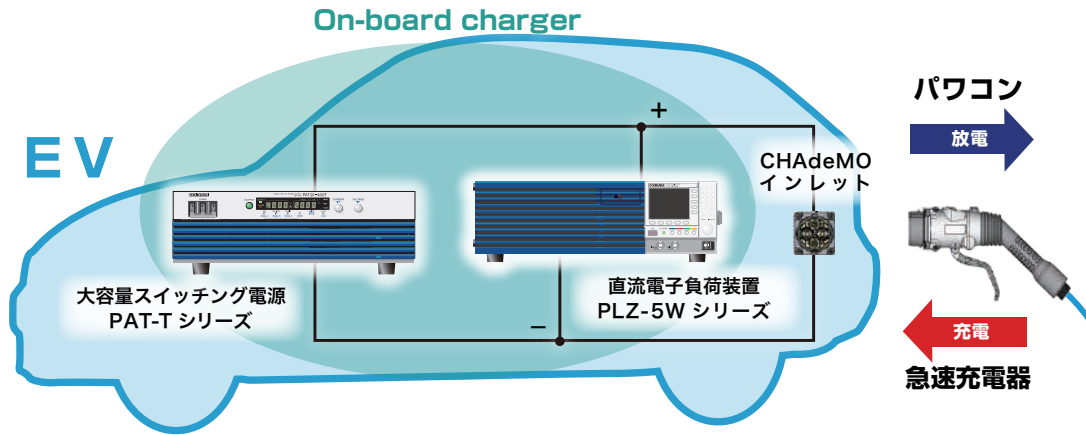 On-board charger
EV
+
−
CHAdeMO
インレット
大容量スイッチング電源
PAT-T シリーズ
直流電子負荷装置
PLZ-5W シリーズ
パワコン
放電
充電
急速充電器